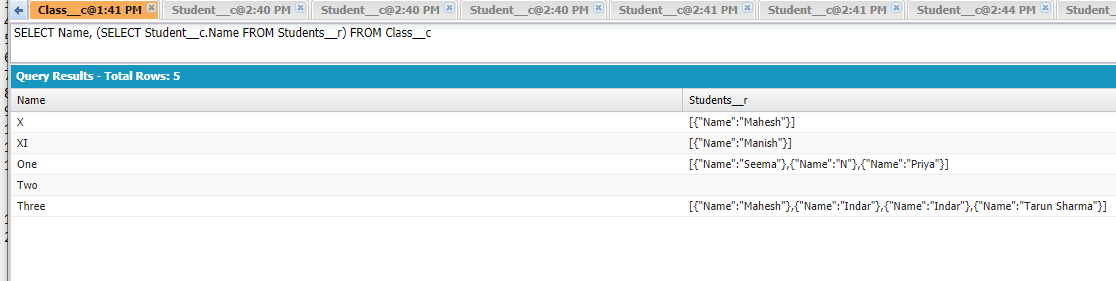 Class__c@1:41 PM Student__c@2:40 PM Student__c@2:40 PM Student__c@2:40 PM Student__c@2:41 PM Student__c@2:41 PM Student__c@2:44 PM Student__c@
SELECT Name, (SELECT Student__c.Name FROM Students__r) FROM Class__c
Query Results - Total Rows: 5
Name Students__r
X [{"Name":"Mahesh"}]
XI [{"Name":"Manish"}]
One [{"Name":"Seema"},{"Name":"N"},{"Name":"Priya"}]
Two
Three [{"Name":"Mahesh"},{"Name":"Indar"},{"Name":"Indar"},{"Name":"Tarun Sharma"}]